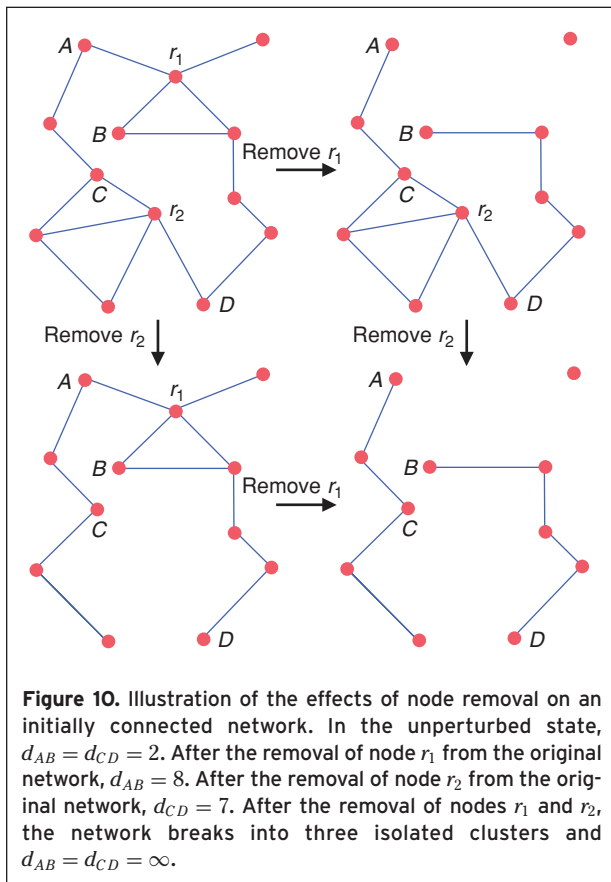 A
r1
B
Remove r1
C
r2
D
A
B
C
r2
D
Remove r2
Remove r2
A
r1
B
Remove r1
C
D
A
B
C
D
Figure 10. Illustration of the effects of node removal on an
initially connected network. In the unperturbed state,
dAB = dCD = 2. After the removal of node r1 from the original
network, dAB = 8. After the removal of node r2 from the orig-
inal network, dCD = 7. After the removal of nodes r1 and r2,
the network breaks into three isolated clusters and
dAB = dCD = ∞.